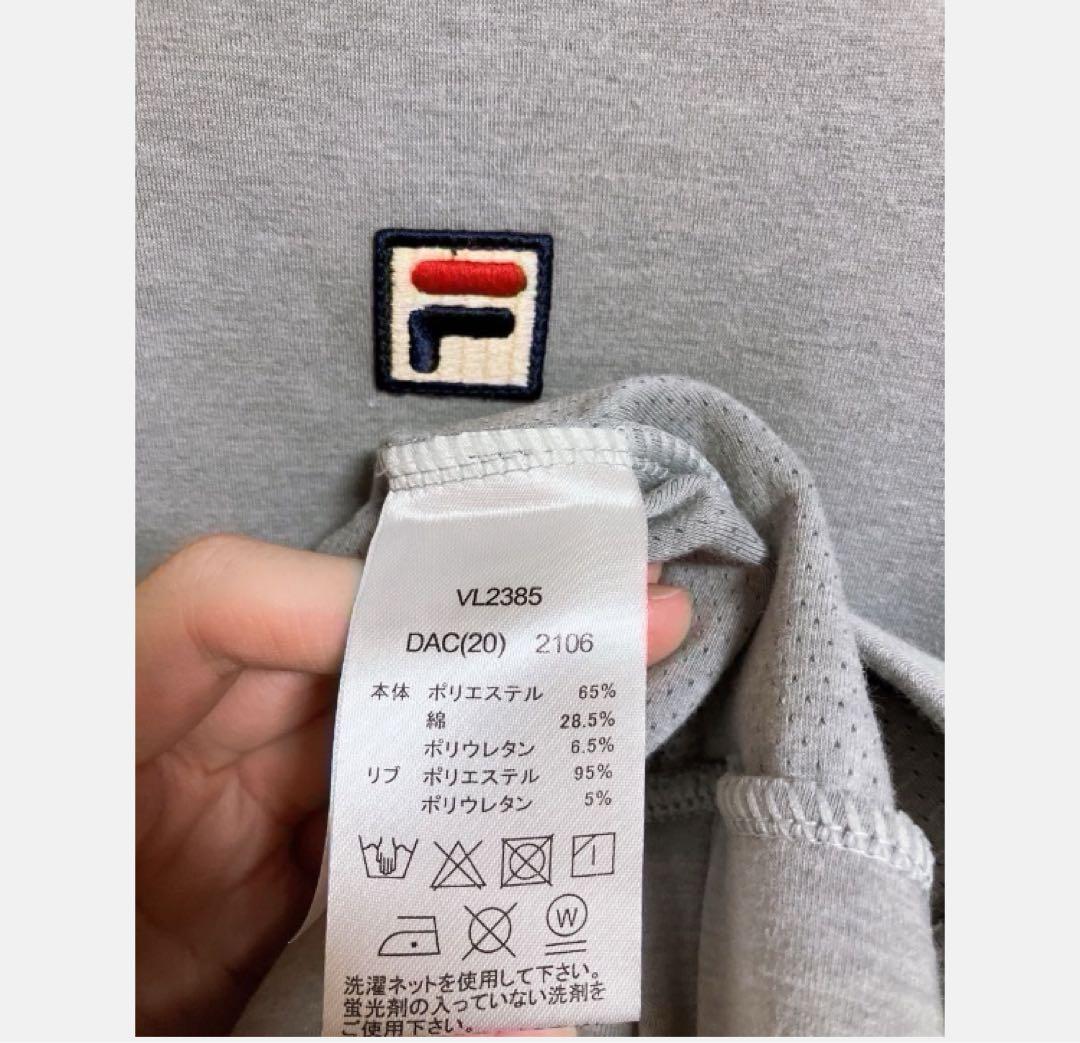 VL2385
DAC(20) 2106
本体 ポリエステル 65%
綿 28.5%
ポリウレタン 6.5%
リブ ポリエステル 95%
ポリウレタン 5%
W
洗濯ネットを使用して下さい。
蛍光剤の入っていない洗剤を
ご使用下さい。